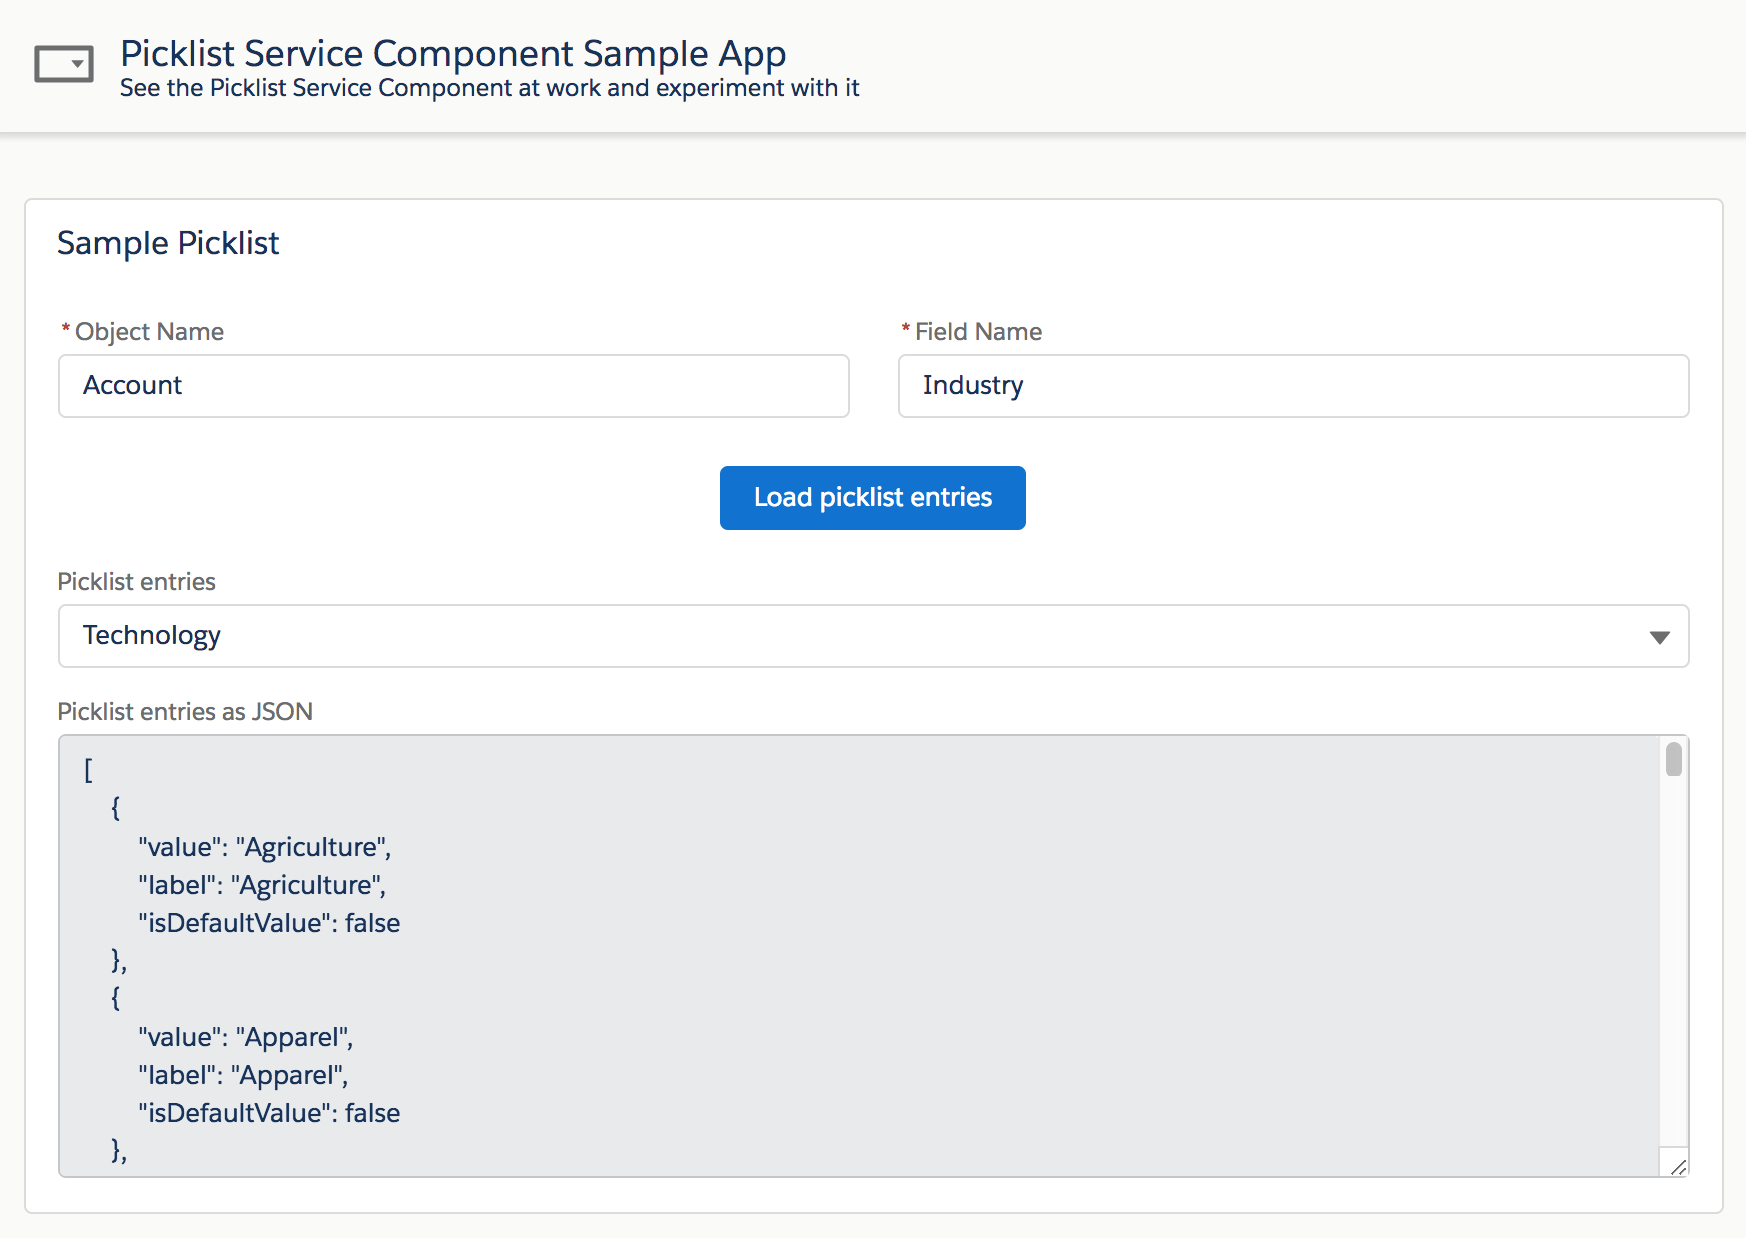 Picklist Service Component Sample App
See the Picklist Service Component at work and experiment with it
Sample Picklist
* Object Name
* Field Name
Account
Industry
Load picklist entries
Picklist entries
Technology
Picklist entries as JSON
[
{
"value": "Agriculture",
"label": "Agriculture",
"isDefaultValue": false
},
{
"value": "Apparel",
"label": "Apparel",
"isDefaultValue": false
},